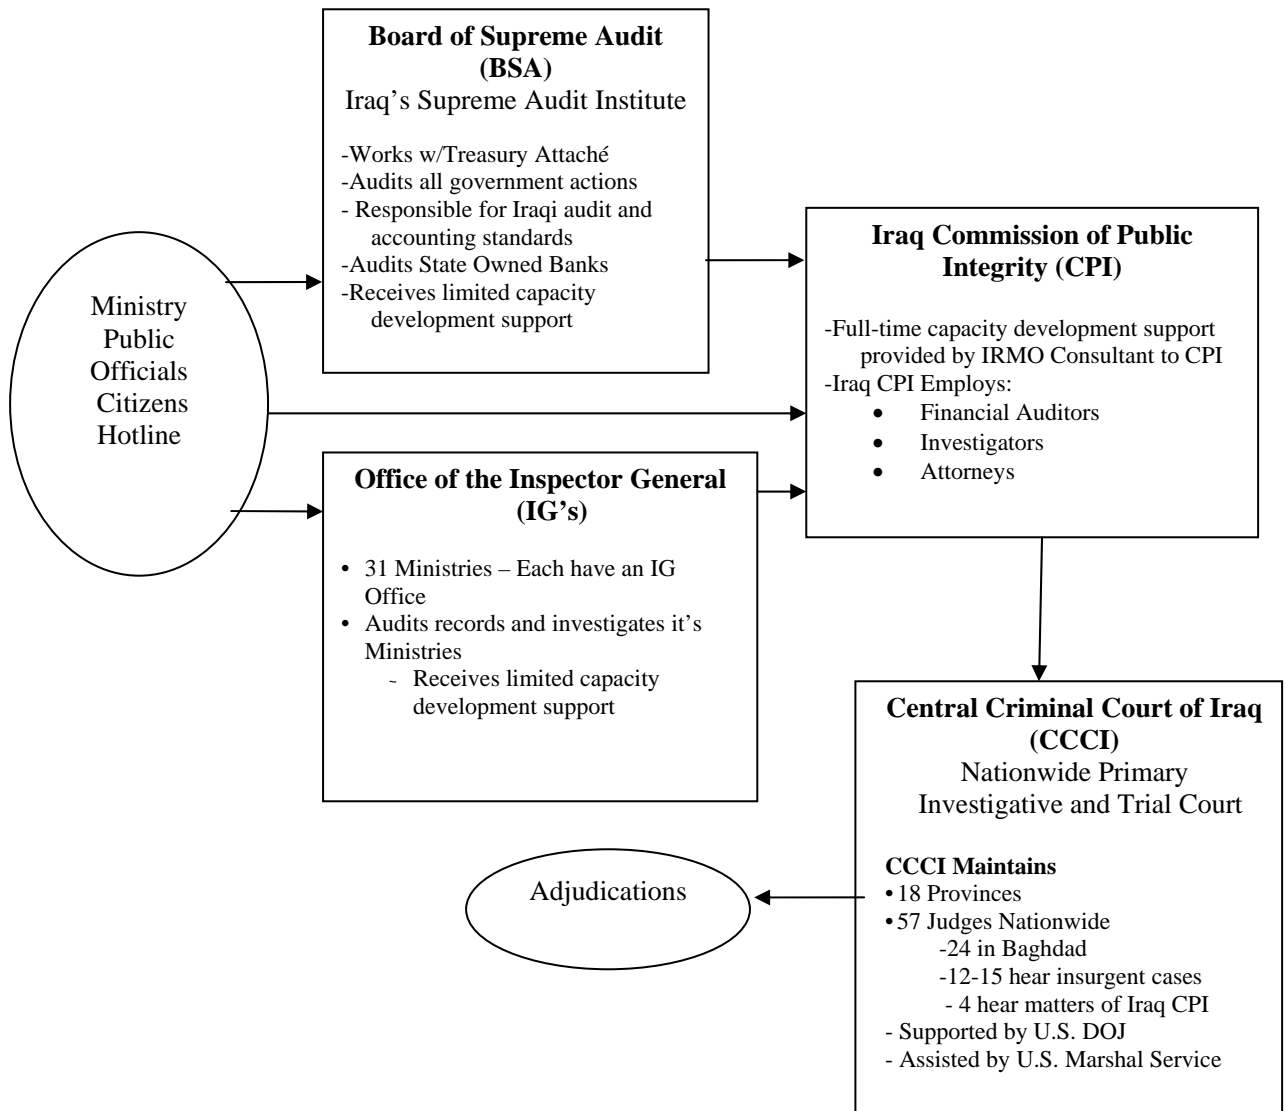 Board of Supreme Audit
(BSA)
Iraq’s Supreme Audit Institute
-Works w/Treasury Attaché
-Audits all government actions
- Responsible for Iraqi audit and
accounting standards
-Audits State Owned Banks
-Receives limited capacity
development support
Ministry
Public
Officials
Citizens
Hotline
Iraq Commission of Public
Integrity (CPI)
-Full-time capacity development support
provided by IRMO Consultant to CPI
-Iraq CPI Employs:
• Financial Auditors
• Investigators
• Attorneys
Office of the Inspector General
(IG’s)
• 31 Ministries – Each have an IG
Office
• Audits records and investigates it’s
Ministries
- Receives limited capacity
development support
Central Criminal Court of Iraq
(CCCI)
Nationwide Primary
Investigative and Trial Court
CCCI Maintains
• 18 Provinces
• 57 Judges Nationwide
-24 in Baghdad
-12-15 hear insurgent cases
- 4 hear matters of Iraq CPI
- Supported by U.S. DOJ
- Assisted by U.S. Marshal Service
Adjudications